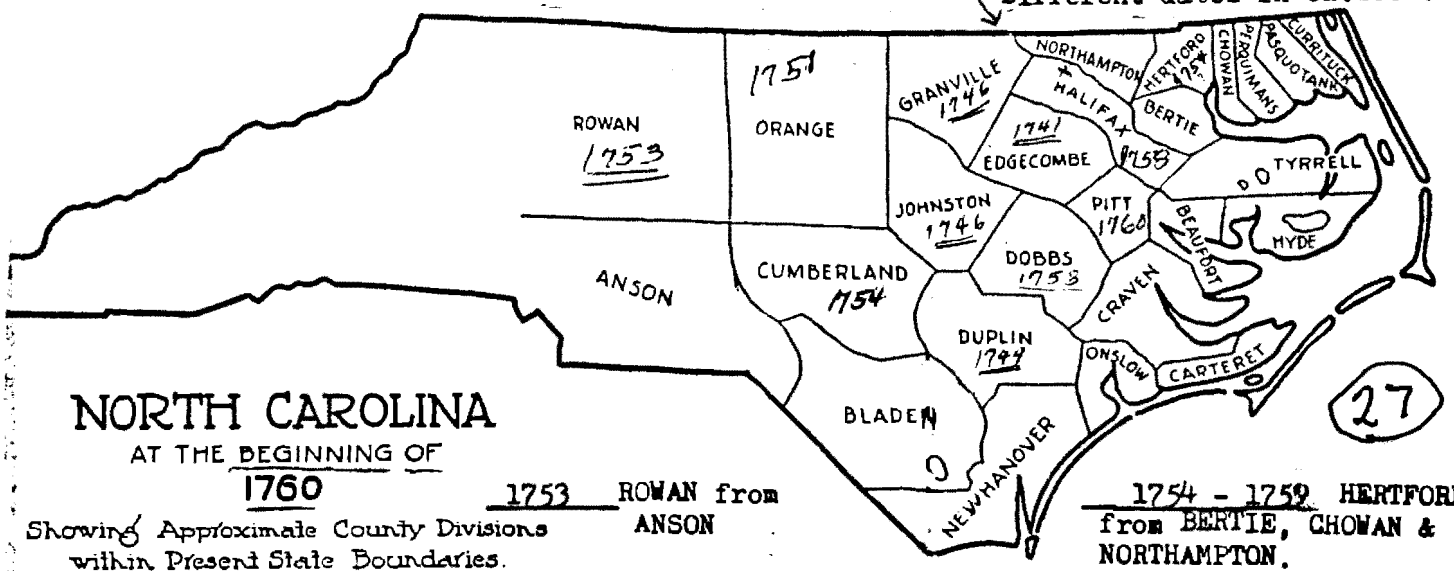 NORTHAMPTON
HERTFORD
CHOWAN
PERQUIMANS
PASQUOTANK
CURRITUCK
GRANVILLE
1746
HALIFAX
1758
BERTIE
1751
ORANGE
ROWAN
1753
1741
EDGECOMBE
TYRRELL
JOHNSTON
1746
PITT
1760
BEAUFORT
HYDE
ANSON
CUMBERLAND
1754
DOBBS
1758
CRAVEN
DUPLIN
1749
ONSLOW
CARTERET
BLADEN
NEW HANOVER
27
NORTH CAROLINA
AT THE BEGINNING OF
1760
Showing Approximate County Divisions
within Present State Boundaries.
1753 ROWAN from
ANSON
1754 - 1759 HERTFORD
from BERTIE, CHOWAN &
NORTHAMPTON.